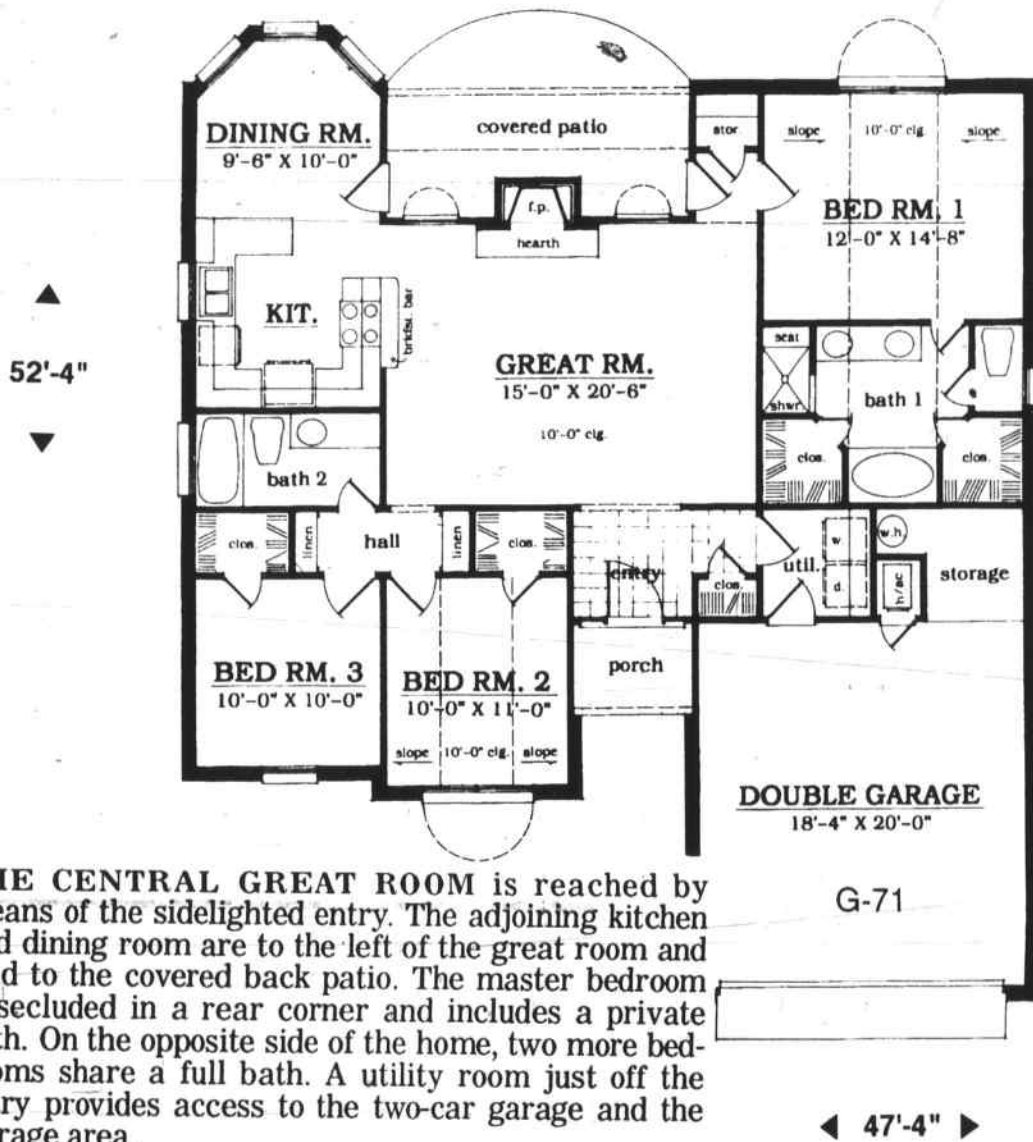 DINING RM.
9'-6" X 10'-0"
covered patio
stor
slope
10'-0" clg.
slope
BED RM. 1
12'-0" X 14'-8"
f.p.
hearth
KIT.
brkfst. bar
52'-4"
GREAT RM.
15'-0" X 20'-6"
10'-0" clg.
seat
shwr
bath 1
clos.
clos.
bath 2
clos.
linen
hall
linen
clos.
entry
clos.
util.
w.
d.
w.h
h/ac
storage
BED RM. 3
10'-0" X 10'-0"
BED RM. 2
10'-0" X 11'-0"
slope
10'-0" clg.
slope
porch
DOUBLE GARAGE
18'-4" X 20'-0"
G-71
CENTRAL GREAT ROOM is reached by
of the sidelighted entry. The adjoining kitchen
dining room are to the left of the great room and
to the covered back patio. The master bedroom
secluded in a rear corner and includes a private
On the opposite side of the home, two more bed-
share a full bath. A utility room just off the
provides access to the two-car garage and the
area.
47'-4"